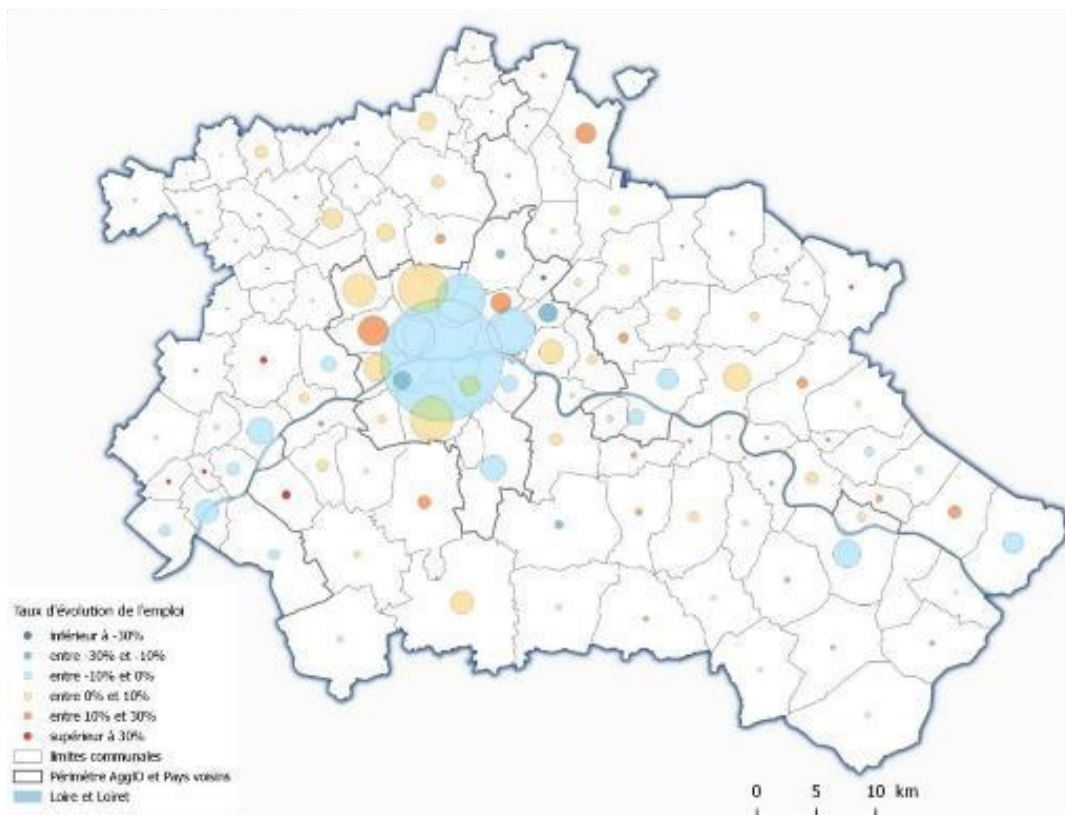 Taux d'évolution de l'emploi
inférieur à -30%
entre -30% et -10%
entre -10% et 0%
entre 0% et 10%
entre 10% et 30%
supérieur à 30%
limites communales
Périmètre AgglO et Pays voisins
Loire et Loiret
0 5 10 km